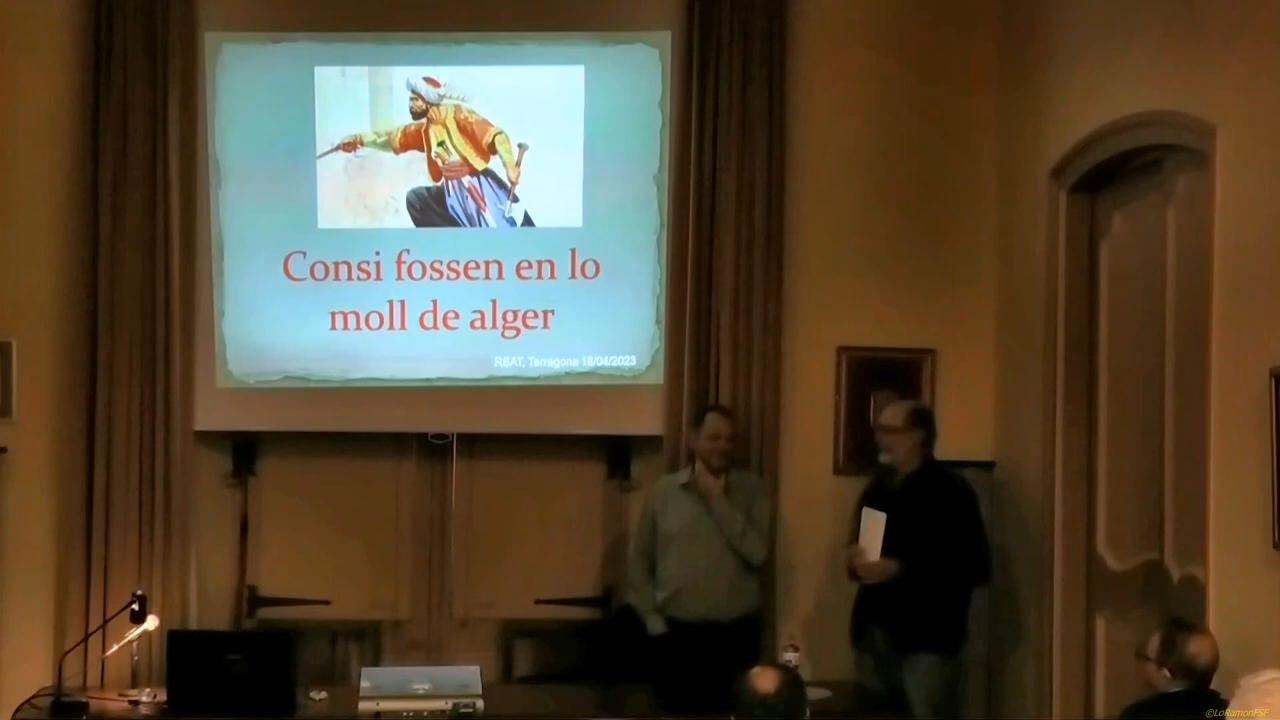 Consi fossen en lo
moll de alger
RSAT, Tarragona 18/04/2023
©LoRamonFSF